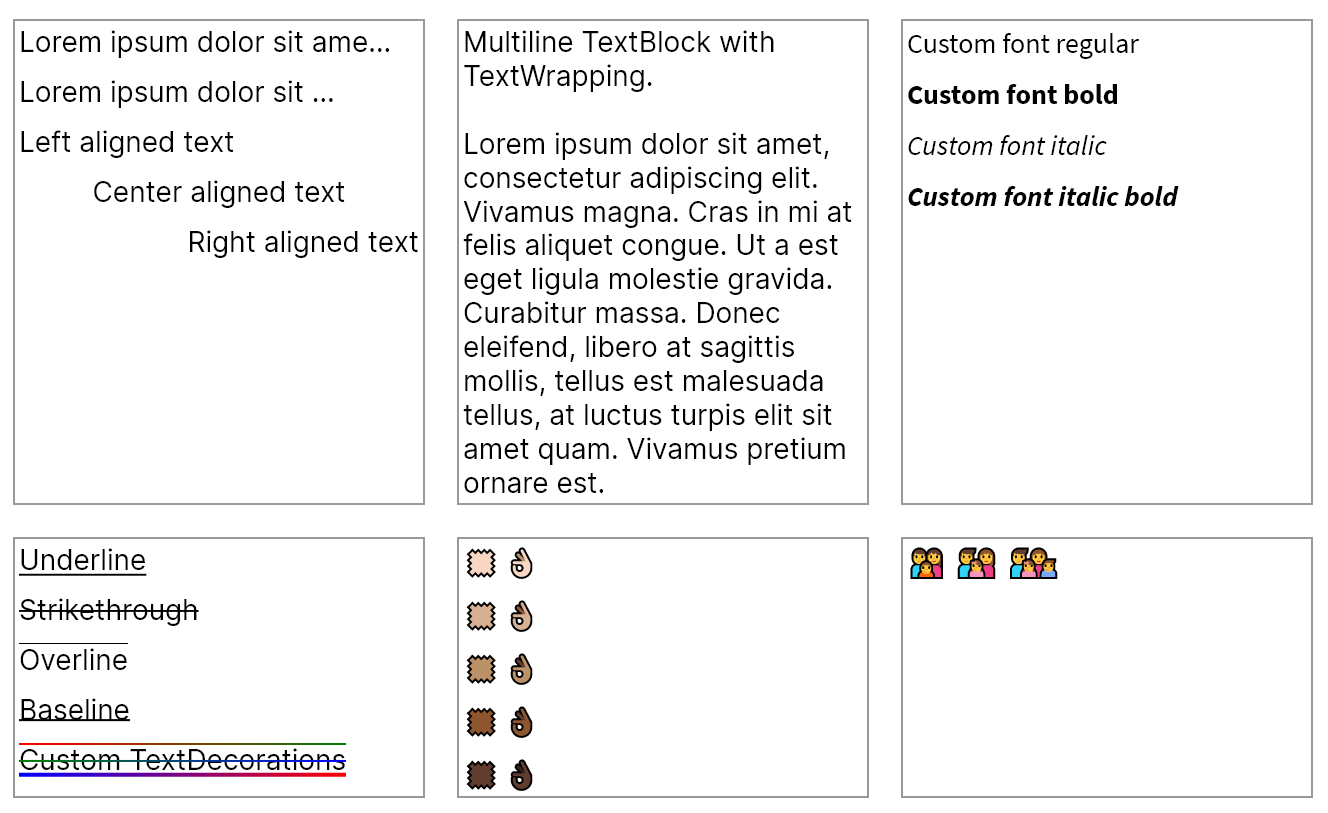 Lorem ipsum dolor sit ame...
Lorem ipsum dolor sit ...
Left aligned text
Center aligned text
Right aligned text
Multiline TextBlock with
TextWrapping.
Lorem ipsum dolor sit amet,
consectetur adipiscing elit.
Vivamus magna. Cras in mi at
felis aliquet congue. Ut a est
eget ligula molestie gravida.
Curabitur massa. Donec
eleifend, libero at sagittis
mollis, tellus est malesuada
tellus, at luctus turpis elit sit
amet quam. Vivamus pretium
ornare est.
Custom font regular
Custom font bold
Custom font italic
Custom font italic bold
Underline
Strikethrough
Overline
Baseline
Custom TextDecorations